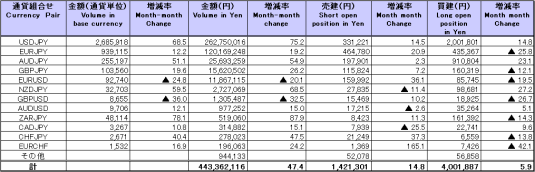 通貨組合せ 金額(通貨単位) 増減率 金額(円) 増減率 売建(円) 増減率 買建(円) 増減率
Currency Pair Volume in base currency Month-month Change Volume in Yen Month-month change Short open position in Yen Month-month change Long open position in Yen Month-month Change
USDJPY 2,685,918 68.5 262,750,016 75.2 331,221 14.5 2,001,801 14.8
EURJPY 939,115 12.2 120,169,248 19.2 464,780 20.9 435,367 ▲ 25.8
AUDJPY 255,197 51.1 25,693,259 54.9 197,901 2.3 910,804 23.1
GBPJPY 103,560 19.6 15,620,502 26.2 115,824 7.2 160,319 ▲ 12.1
EURUSD 92,740 ▲ 24.8 11,867,115 ▲ 20.1 159,992 36.1 85,745 ▲ 19.5
NZDJPY 32,703 59.5 2,727,070 68.5 27,835 ▲ 11.4 98,681 27.2
GBPUSD 8,655 ▲ 36.0 1,305,487 ▲ 32.5 15,469 10.2 18,925 ▲ 26.7
AUDUSD 9,706 12.1 977,252 15.0 17,215 ▲ 2.6 35,264 5.1
ZARJPY 48,114 78.1 519,060 87.9 8,423 11.3 161,392 ▲ 14.3
CADJPY 3,267 10.8 314,882 15.1 7,939 ▲ 25.5 22,741 9.6
CHFJPY 2,671 40.4 278,023 47.5 21,249 37.3 6,559 ▲ 13.8
EURCHF 1,532 16.9 196,063 24.2 1,369 165.1 7,426 ▲ 42.1
その他 944,133 52,078 56,858
計 443,362,116 47.4 1,421,301 14.8 4,001,887 5.9